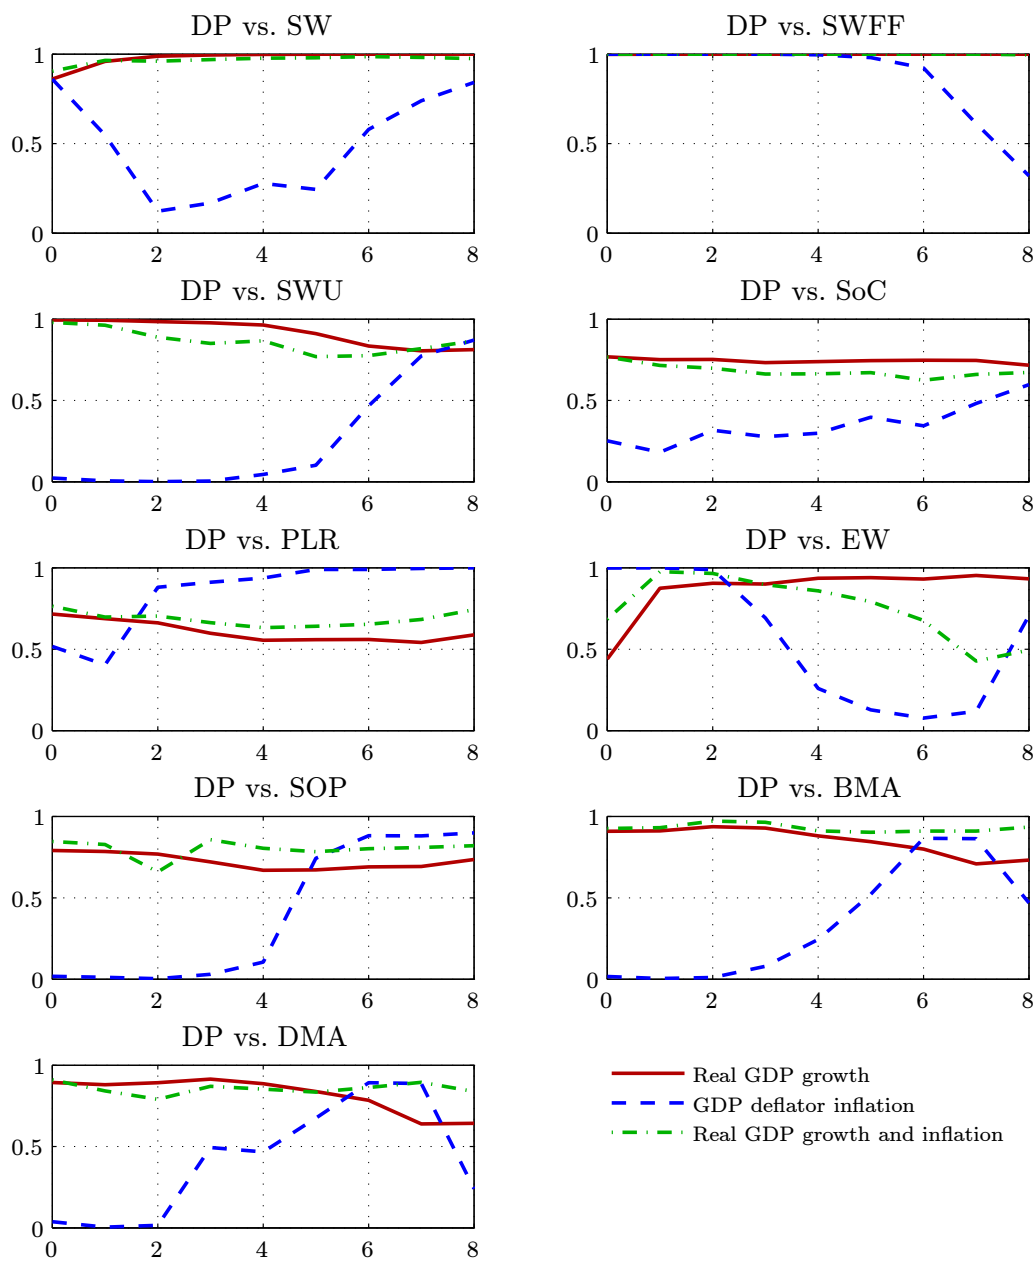 DP vs. SW
1
0.5
0
0 2 4 6 8
DP vs. SWFF
1
0.5
0
0 2 4 6 8
DP vs. SWU
1
0.5
0
0 2 4 6 8
DP vs. SoC
1
0.5
0
0 2 4 6 8
DP vs. PLR
1
0.5
0
0 2 4 6 8
DP vs. EW
1
0.5
0
0 2 4 6 8
DP vs. SOP
1
0.5
0
0 2 4 6 8
DP vs. BMA
1
0.5
0
0 2 4 6 8
DP vs. DMA
1
0.5
0
0 2 4 6 8
Real GDP growth
GDP deflator inflation
Real GDP growth and inflation